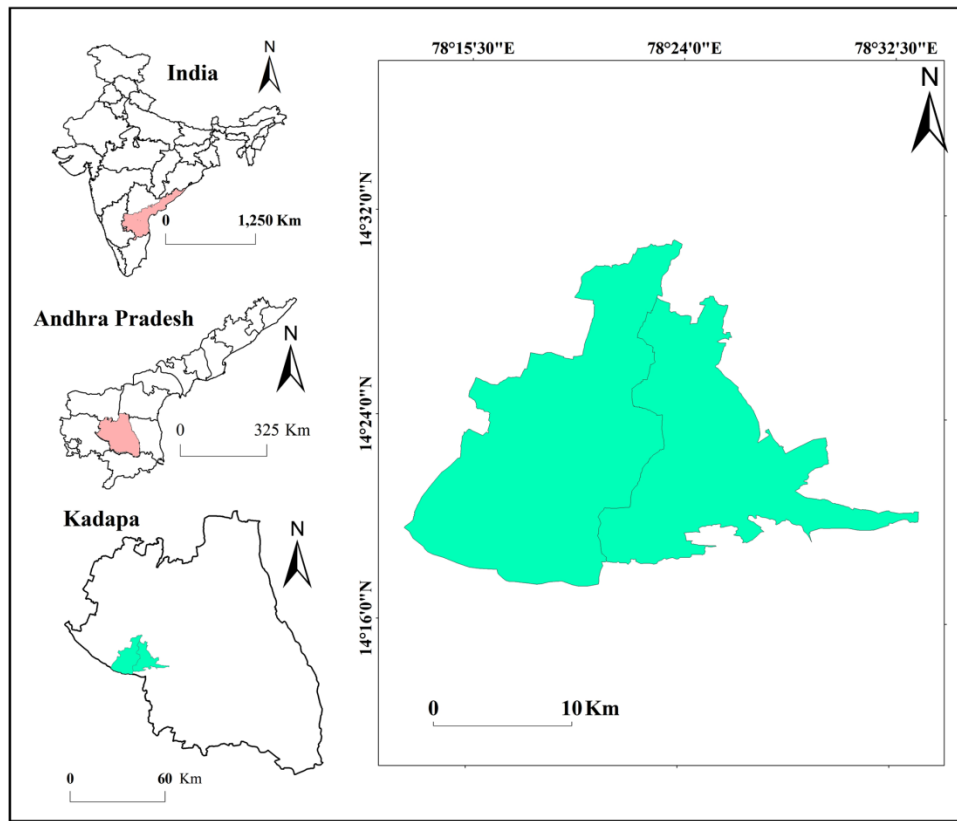 N
India
0 1,250 Km
Andhra Pradesh
N
0 325 Km
Kadapa
N
0 60 Km
78°15'30"E 78°24'0"E 78°32'30"E
N
14°32'0"N
14°24'0"N
14°16'0"N
0 10 Km